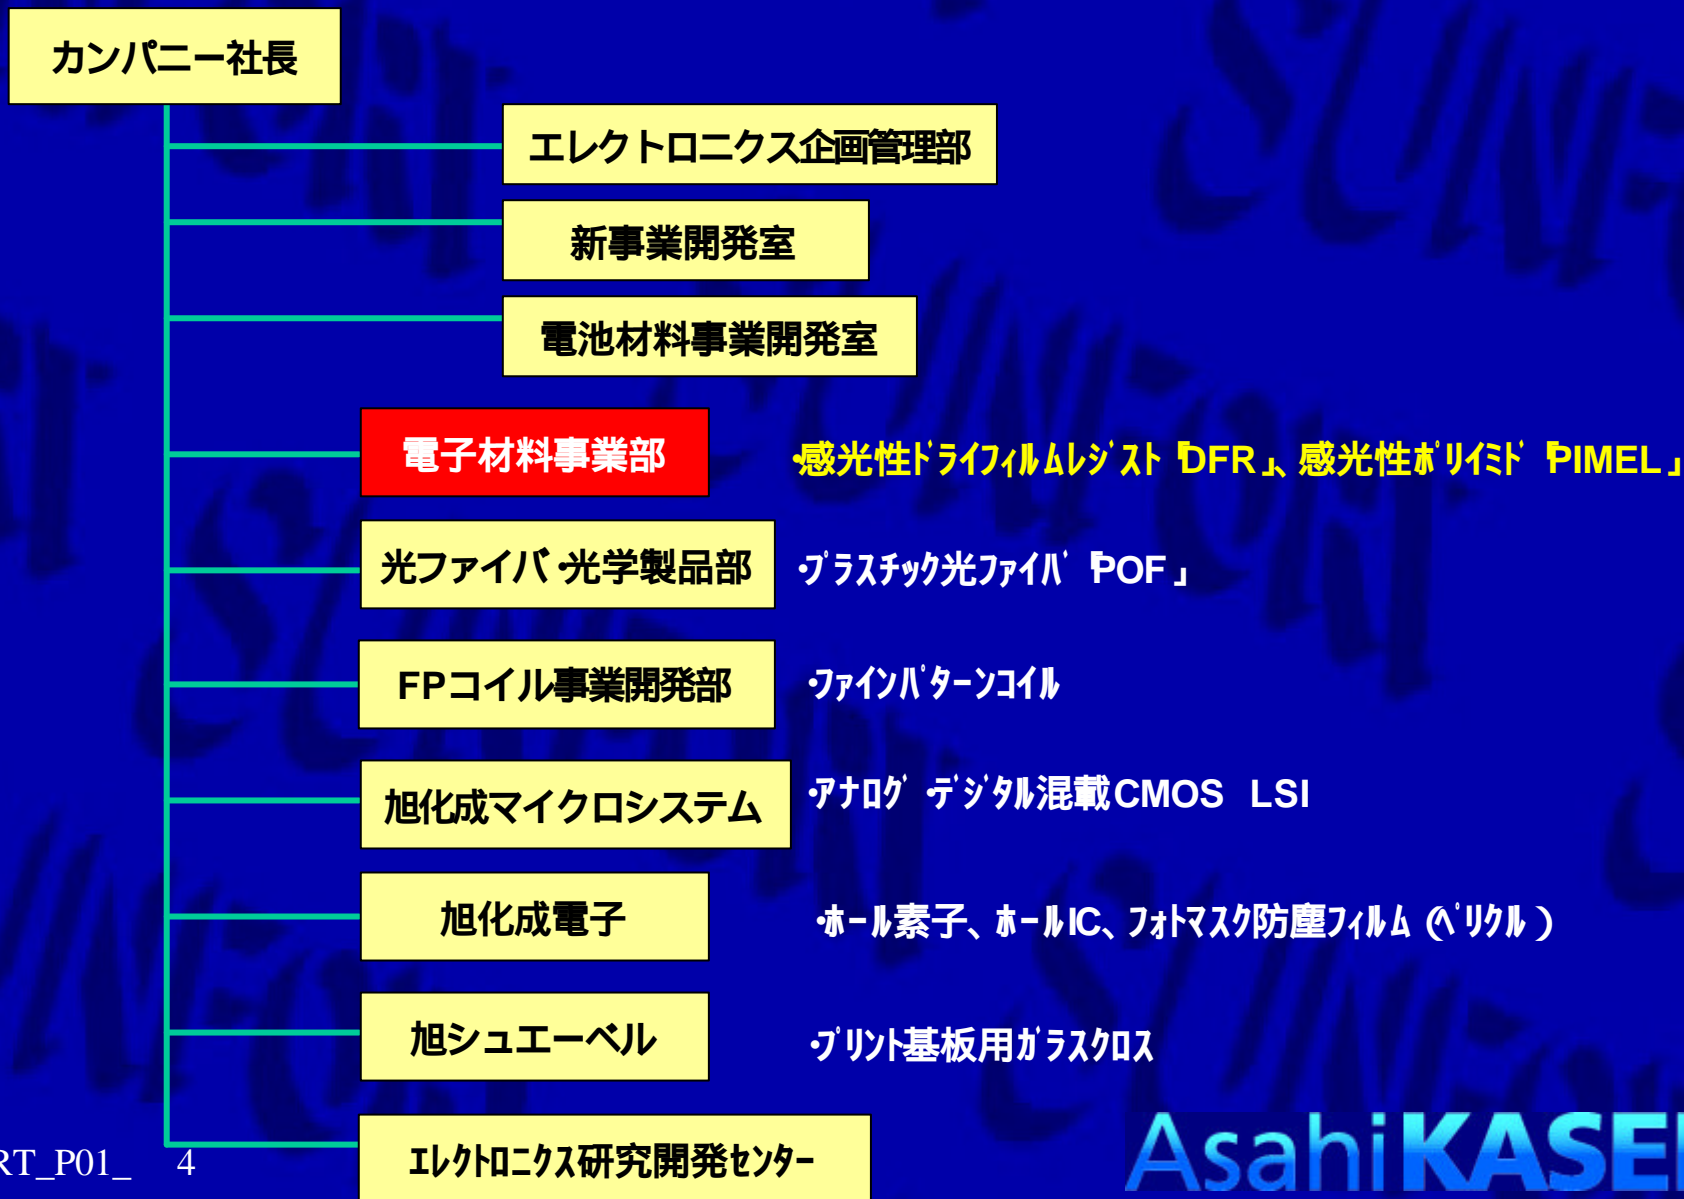 カンパニー社長
エレクトロニクス企画管理部
新事業開発室
電池材料事業開発室
電子材料事業部
・感光性ﾄﾞﾗｲﾌｨﾙﾑﾚｼﾞｽﾄ「DFR」、感光性ﾎﾟﾘｲﾐﾄﾞ「PIMEL」
光ファイバ・光学製品部
・ﾌﾟﾗｽﾁｯｸ光ﾌｧｲﾊﾞ「POF」
FPコイル事業開発部
・ﾌｧｲﾝﾊﾟﾀｰﾝｺｲﾙ
旭化成マイクロシステム
・ｱﾅﾛｸﾞ・ﾃﾞｼﾞﾀﾙ混載CMOS LSI
旭化成電子
・ﾎｰﾙ素子、ﾎｰﾙIC、ﾌｫﾄﾏｽｸ防塵ﾌｨﾙﾑ(ﾍﾟﾘｸﾙ)
旭シュエーベル
・ﾌﾟﾘﾝﾄ基板用ｶﾞﾗｽｸﾛｽ
ｴﾚｸﾄﾛﾆｸｽ研究開発ｾﾝﾀｰ
RT_P01_ 4
AsahiKASEI